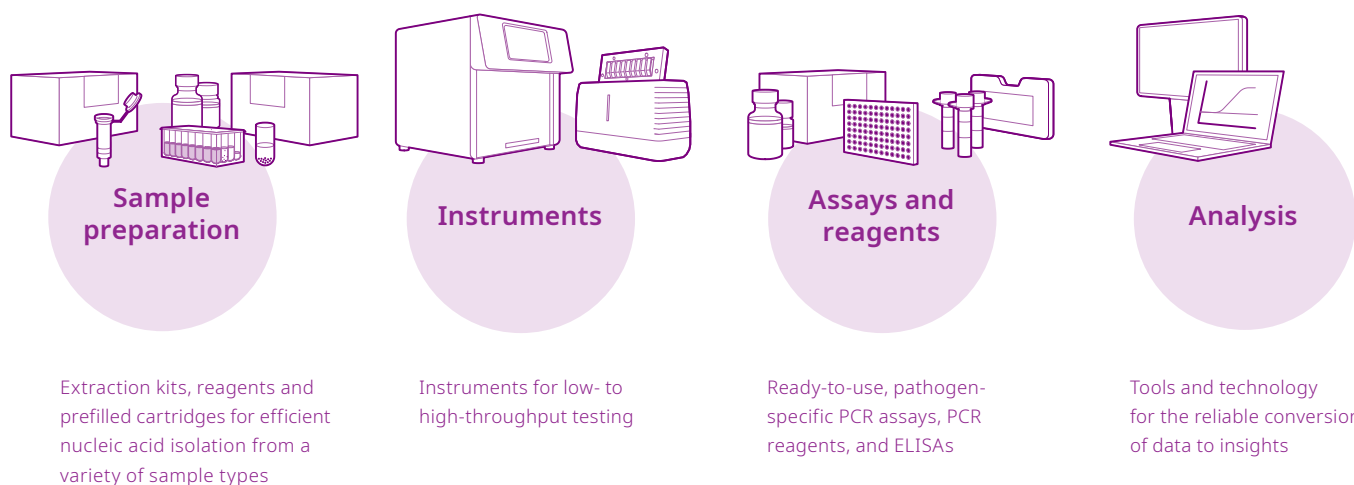 Sample
preparation
Instruments
Assays and
reagents
Analysis
Extraction kits, reagents and
prefilled cartridges for efficient
nucleic acid isolation from a
variety of sample types
Instruments for low- to
high-throughput testing
Ready-to-use, pathogen-
specific PCR assays, PCR
reagents, and ELISAs
Tools and technology
for the reliable conversion
of data to insights